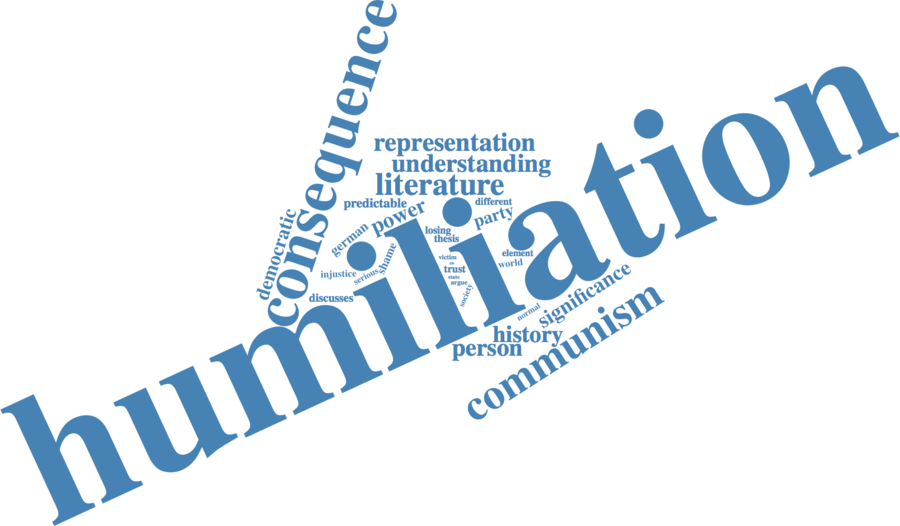 consequence
representation
understanding
literature
predictable
different
power
party
democratic
german
losing
thesis
shame
element
world
victim
us
trust
state
argue
injustice
serious
society
discusses
humiliation
normal
significance
history
person
communism